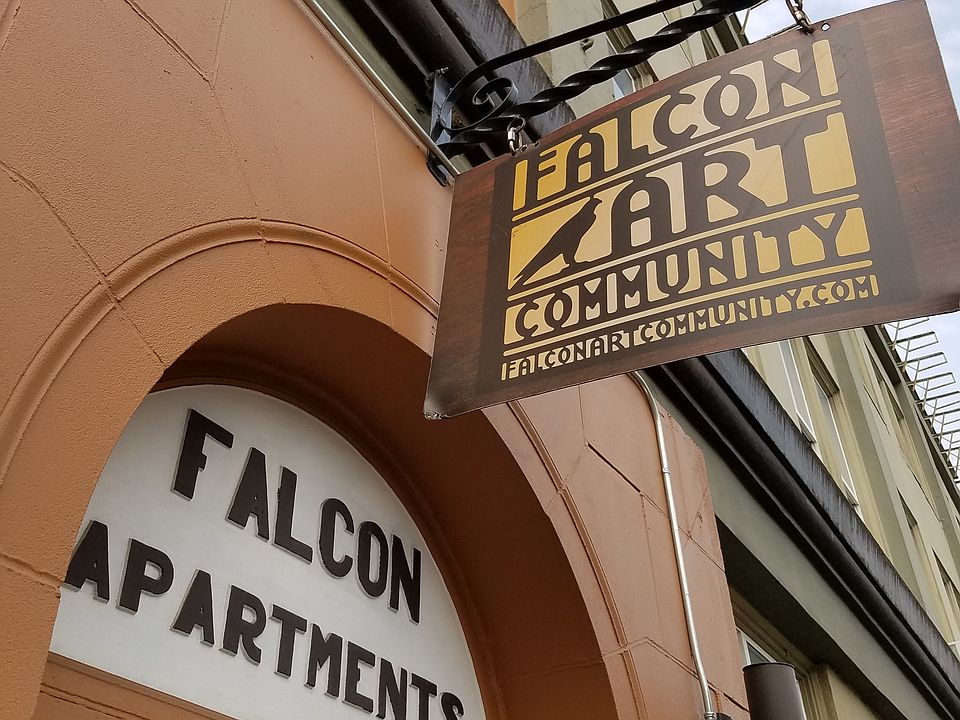 FALCON
ART
COMMUNITY
FALCONARTCOMMUNITY.COM
FALCON
APARTMENTS